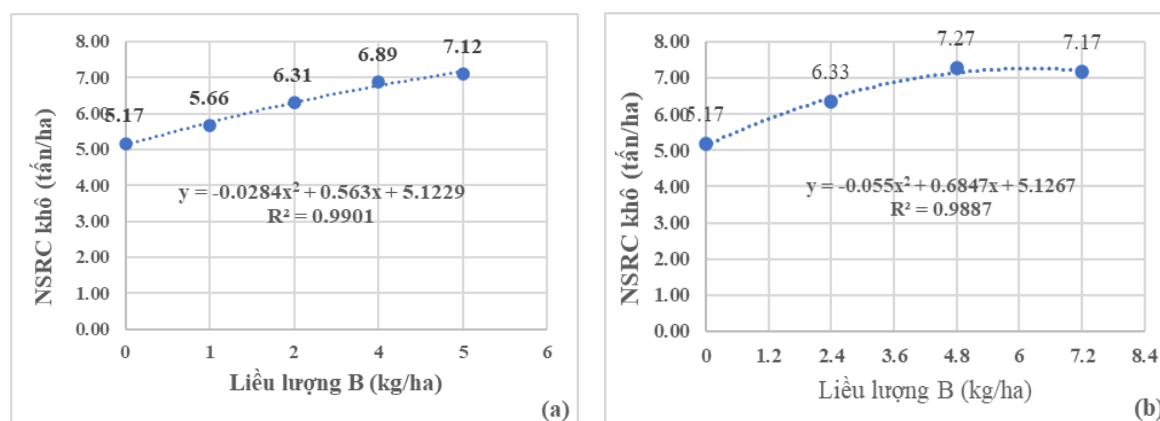 8.00
7.00
6.00
5.00
4.00
3.00
2.00
1.00
0.00
NSRC khô (tấn/ha)
5.17
5.66
6.31
6.89
7.12
y = -0.0284x² + 0.563x + 5.1229
R² = 0.9901
0 1 2 4 5 6
Liều lượng B (kg/ha)
(a)
8.00
7.00
6.00
5.00
4.00
3.00
2.00
1.00
0.00
NSRC khô (tấn/ha)
5.17
6.33
7.27
7.17
y = -0.055x² + 0.6847x + 5.1267
R² = 0.9887
0 1.2 2.4 3.6 4.8 6 7.2 8.4
Liều lượng B (kg/ha)
(b)